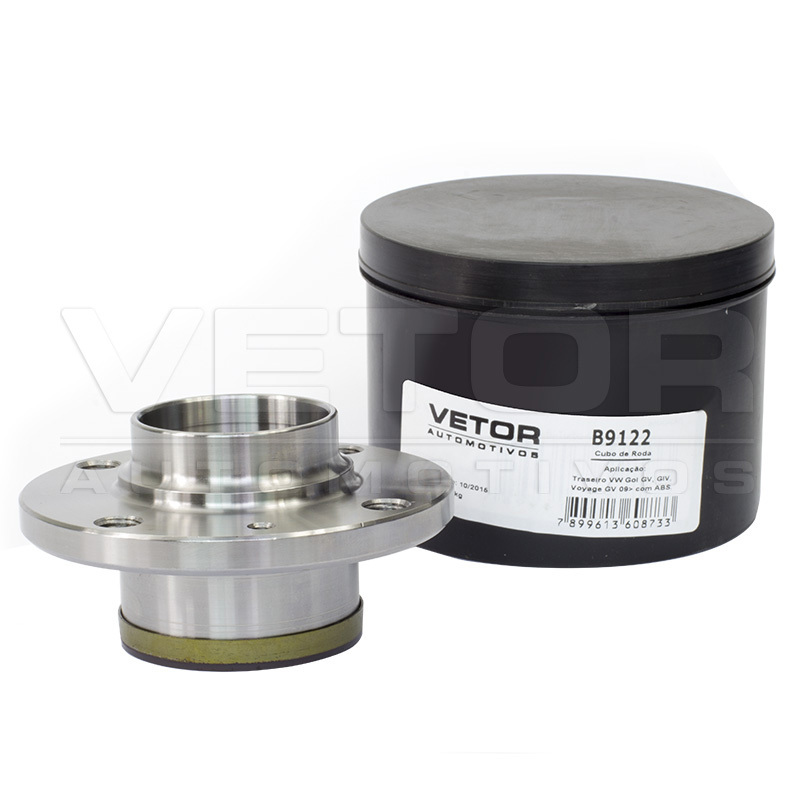 VETOR
AUTOMOTIVOS
VETOR
AUTOMOTIVOS
B9122
Cubo de Roda
Aplicação:
Traseiro VW Gol GV, GIV,
Voyage GV 09> com ABS
10/2016
kg
7 899613 608733